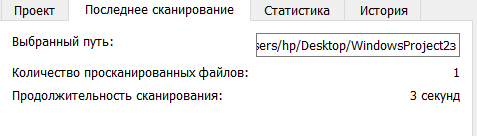 Проект Последнее сканирование Статистика История
Выбранный путь: sers/hp/Desktop/WindowsProject2з
Количество просканированных файлов: 1
Продолжительность сканирования: 3 секунд